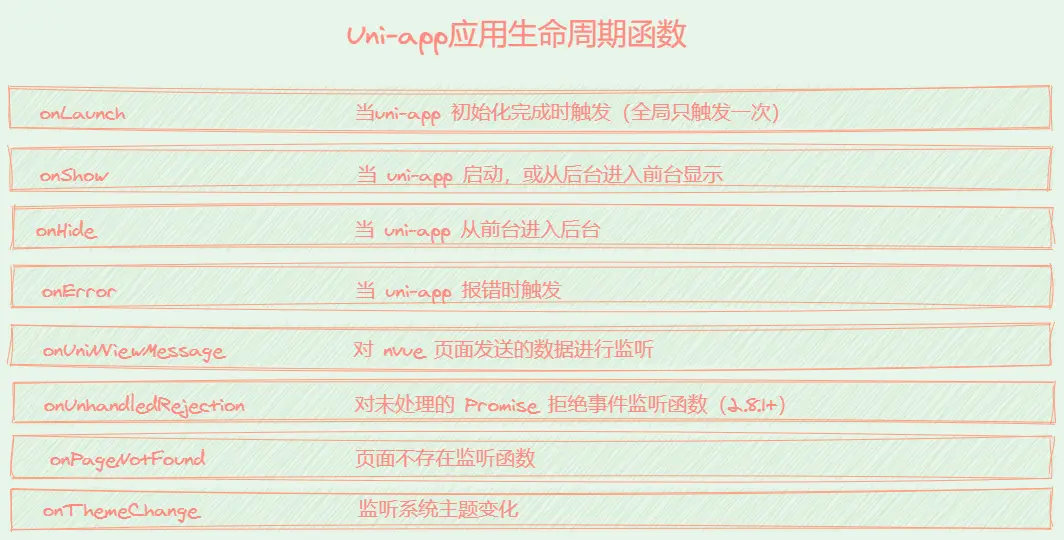 Uni-app应用生命周期函数
onLaunch 当uni-app 初始化完成时触发（全局只触发一次）
onShow 当 uni-app 启动，或从后台进入前台显示
onHide 当 uni-app 从前台进入后台
onError 当 uni-app 报错时触发
onUniNViewMessage 对 nvue 页面发送的数据进行监听
onUnhandledRejection 对未处理的 Promise 拒绝事件监听函数（2.8.1+）
onPageNotFound 页面不存在监听函数
onThemeChange 监听系统主题变化